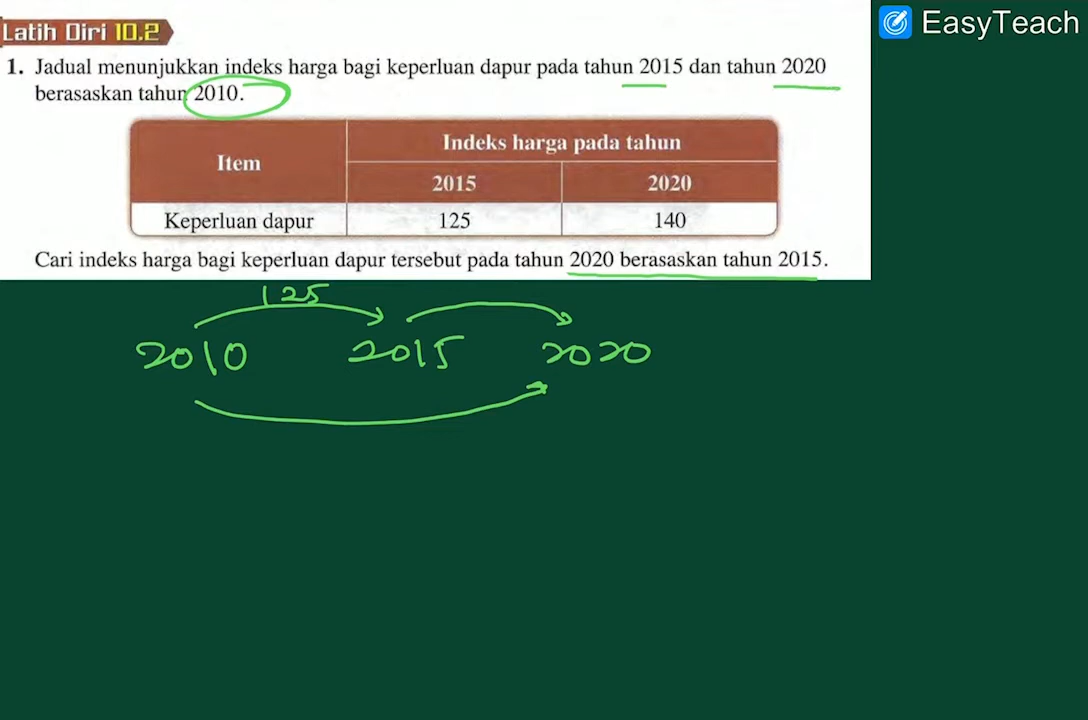 EasyTeach
Latih Diri 10.2
1. Jadual menunjukkan indeks harga bagi keperluan dapur pada tahun 2015 dan tahun 2020
berasaskan tahun 2010.
Item
Indeks harga pada tahun
2015 2020
Keperluan dapur 125 140
Cari indeks harga bagi keperluan dapur tersebut pada tahun 2020 berasaskan tahun 2015.
125
2010 2015 2020